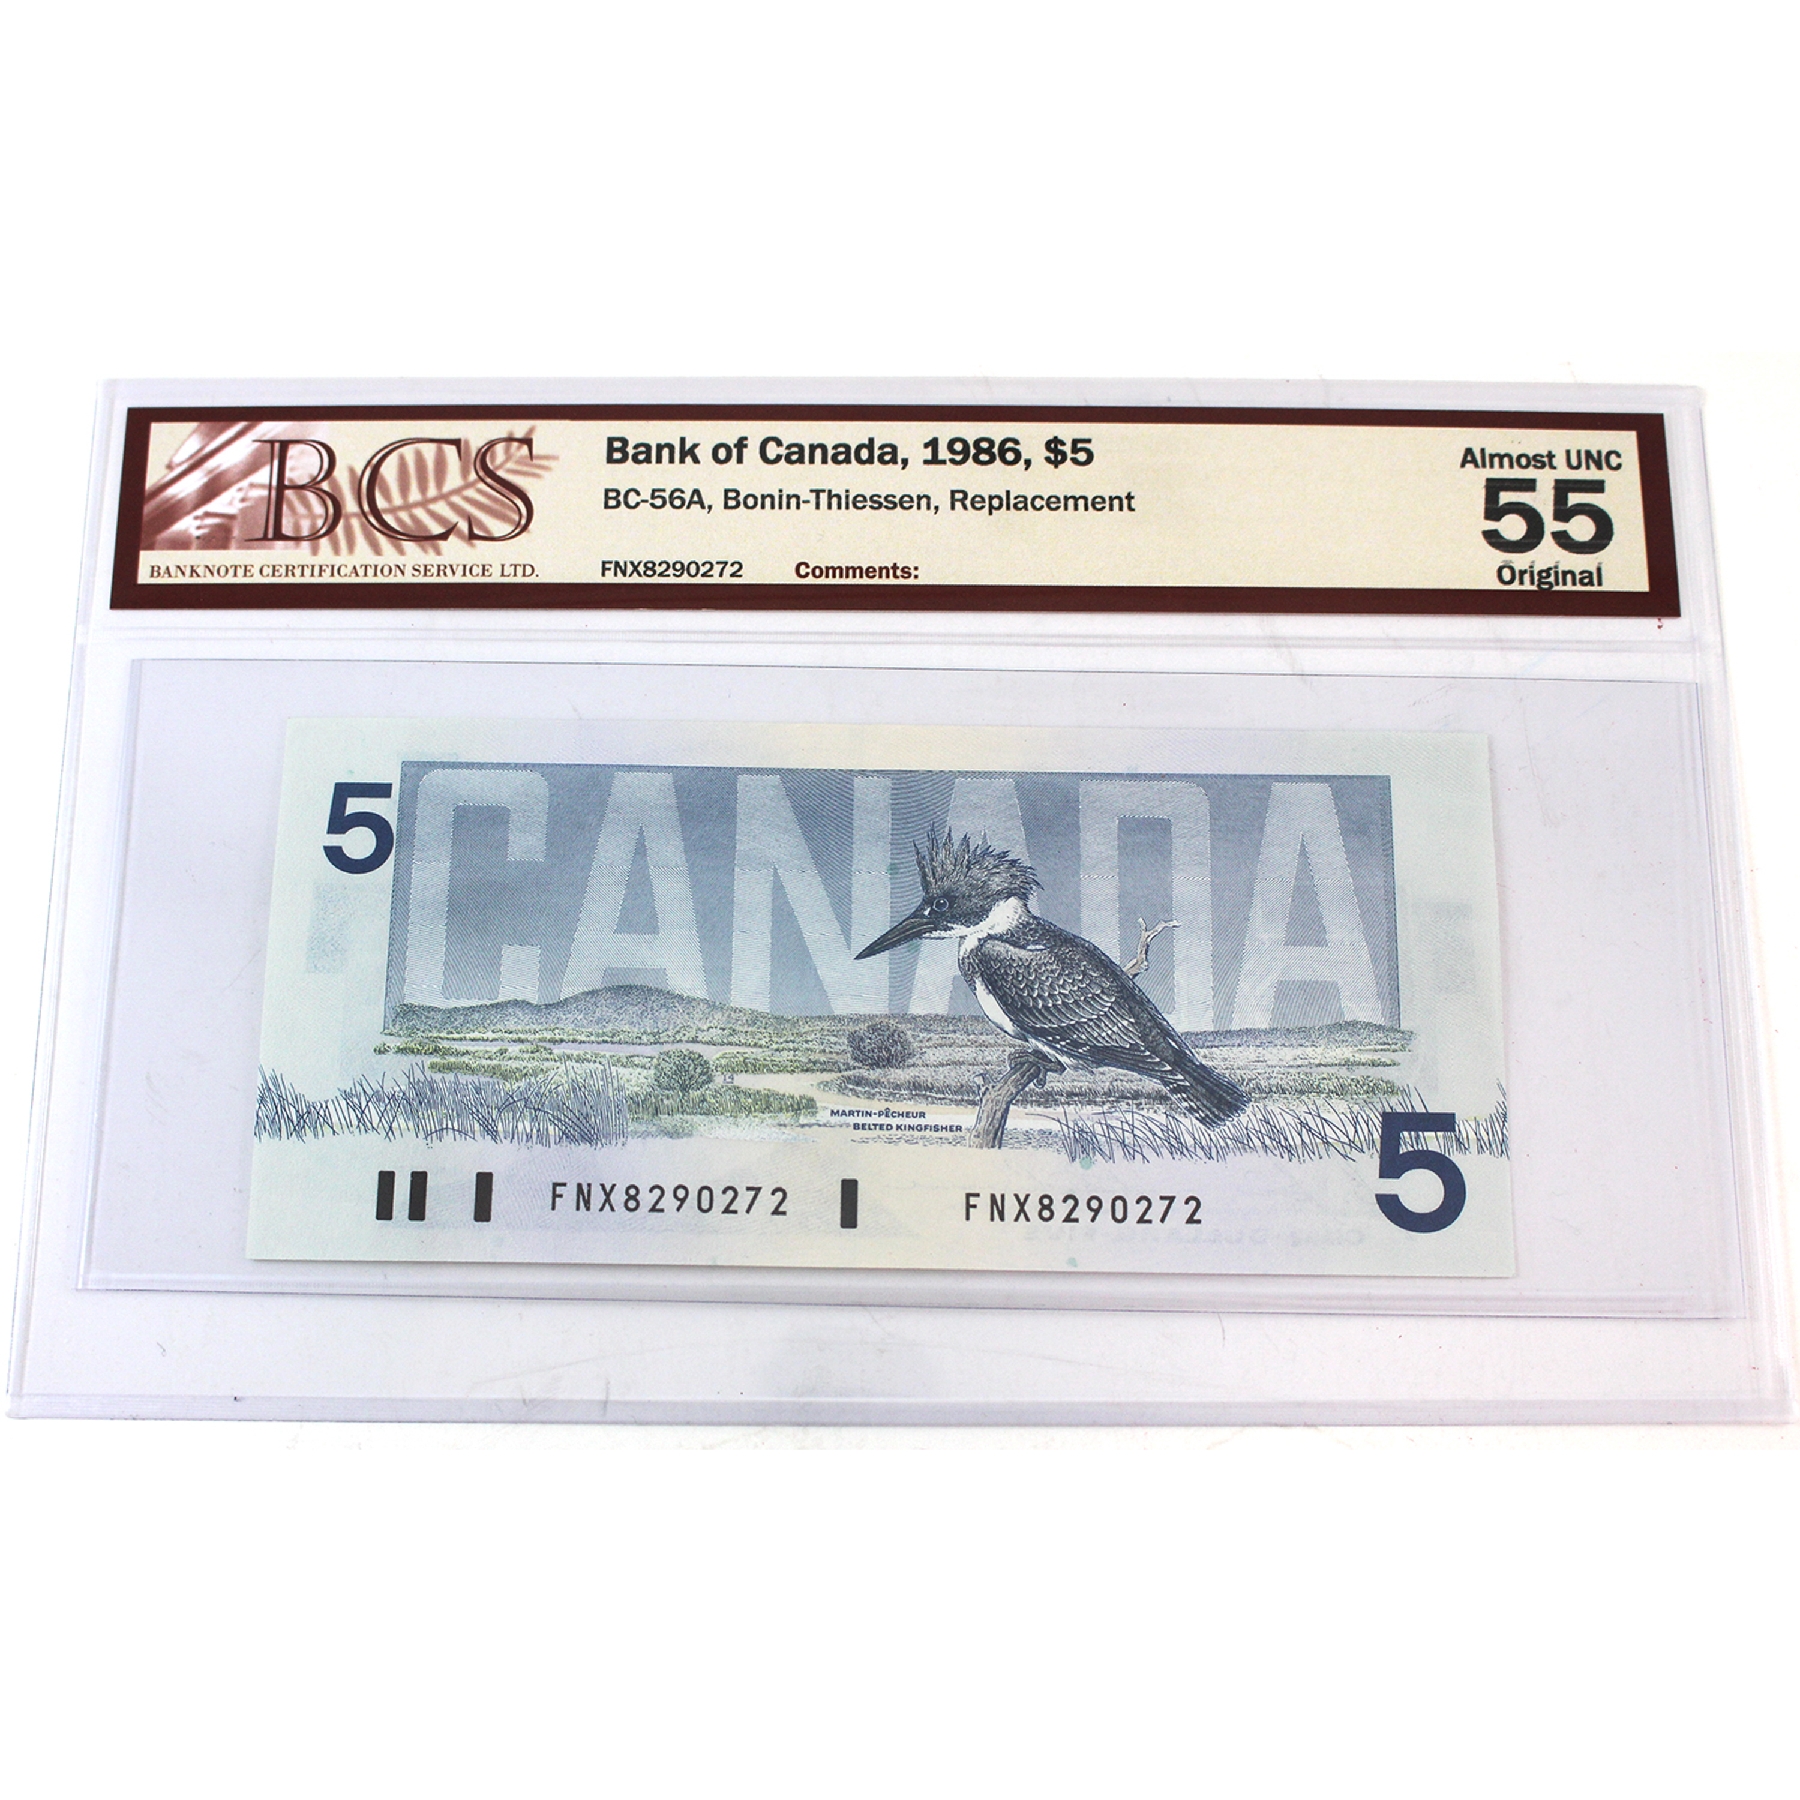 BCS
BANKNOTE CERTIFICATION SERVICE LTD.
Bank of Canada, 1986, $5
BC-56A, Bonin-Thiessen, Replacement
FNX8290272 Comments:
Almost UNC
55
Original
5
CANADA
MARTIN-PÊCHEUR
BELTED KINGFISHER
FNX8290272 FNX8290272
5